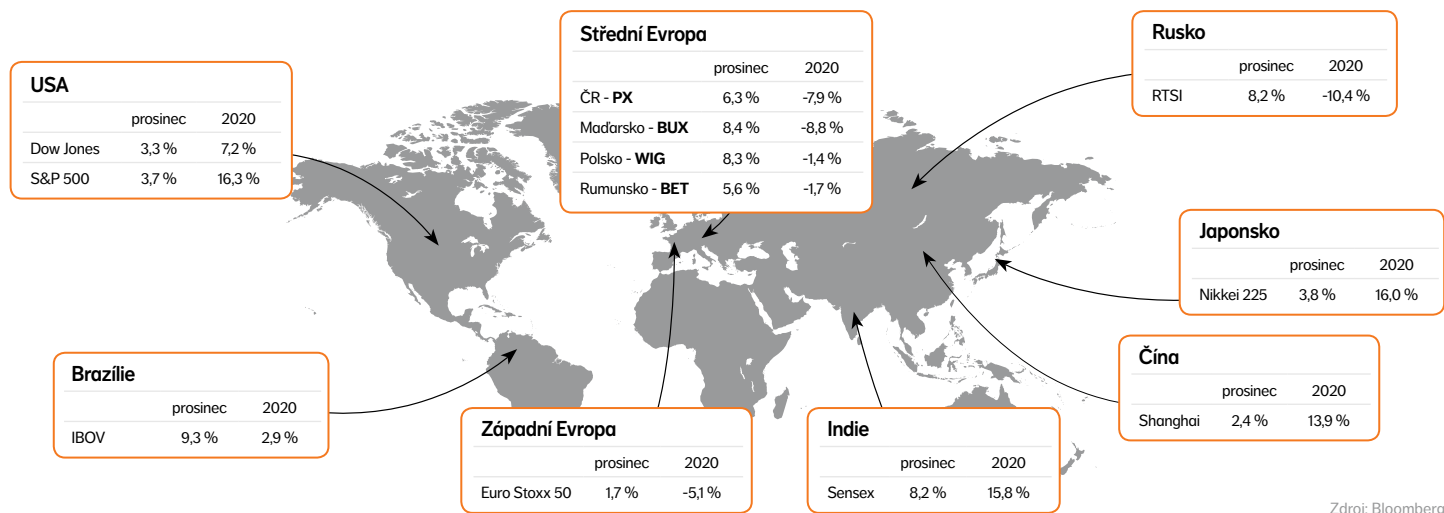 USA
prosinec 2020
Dow Jones 3,3 % 7,2 %
S&P 500 3,7 % 16,3 %
Střední Evropa
prosinec 2020
ČR - PX 6,3 % -7,9 %
Maďarsko - BUX 8,4 % -8,8 %
Polsko - WIG 8,3 % -1,4 %
Rumunsko - BET 5,6 % -1,7 %
Rusko
prosinec 2020
RTSI 8,2 % -10,4 %
Japonsko
prosinec 2020
Nikkei 225 3,8 % 16,0 %
Brazílie
prosinec 2020
IBOV 9,3 % 2,9 %
Západní Evropa
prosinec 2020
Euro Stoxx 50 1,7 % -5,1 %
Indie
prosinec 2020
Sensex 8,2 % 15,8 %
Čína
prosinec 2020
Shanghai 2,4 % 13,9 %
Zdroj: Bloomberg